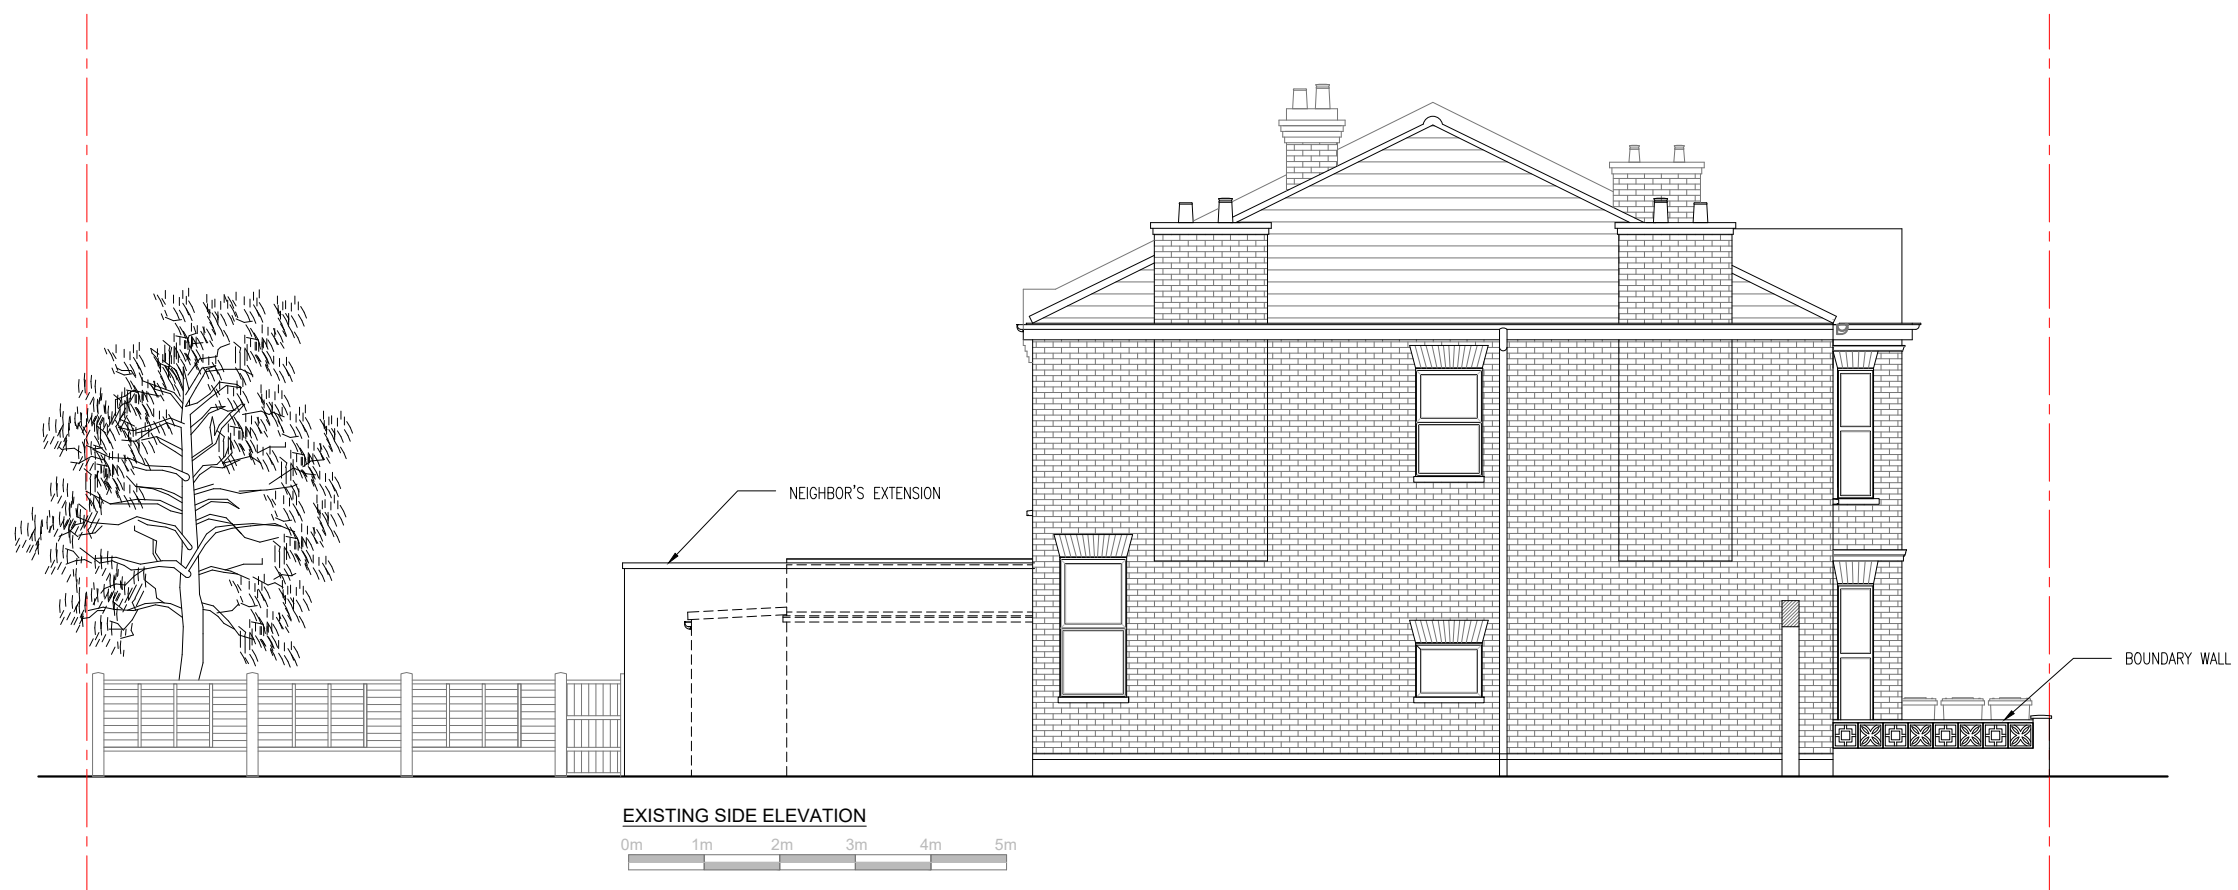 NEIGHBOR'S EXTENSION
BOUNDARY WALL
EXISTING SIDE ELEVATION
0m 1m 2m 3m 4m 5m